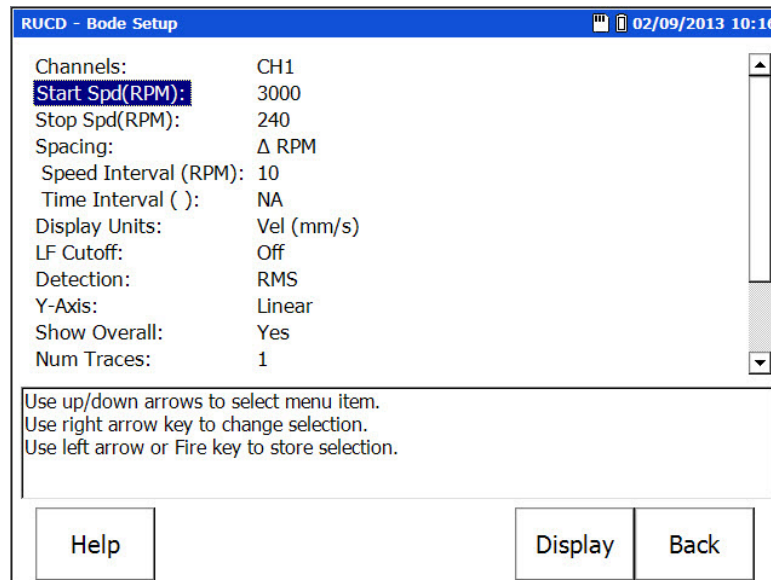 RUCD - Bode Setup 02/09/2013 10:16
Channels: CH1
Start Spd(RPM): 3000
Stop Spd(RPM): 240
Spacing: Δ RPM
Speed Interval (RPM): 10
Time Interval ( ): NA
Display Units: Vel (mm/s)
LF Cutoff: Off
Detection: RMS
Y-Axis: Linear
Show Overall: Yes
Num Traces: 1
Use up/down arrows to select menu item.
Use right arrow key to change selection.
Use left arrow or Fire key to store selection.
Help Display Back